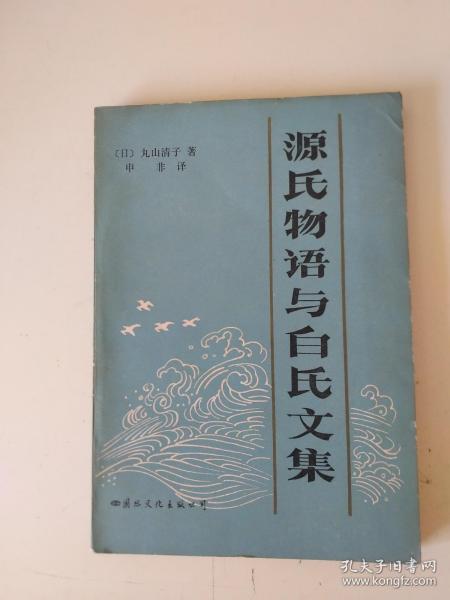 〔日〕丸山清子 著
申 非 译
源氏物语与白氏文集
国际文化出版公司
孔夫子旧书网
www.kongfz.com